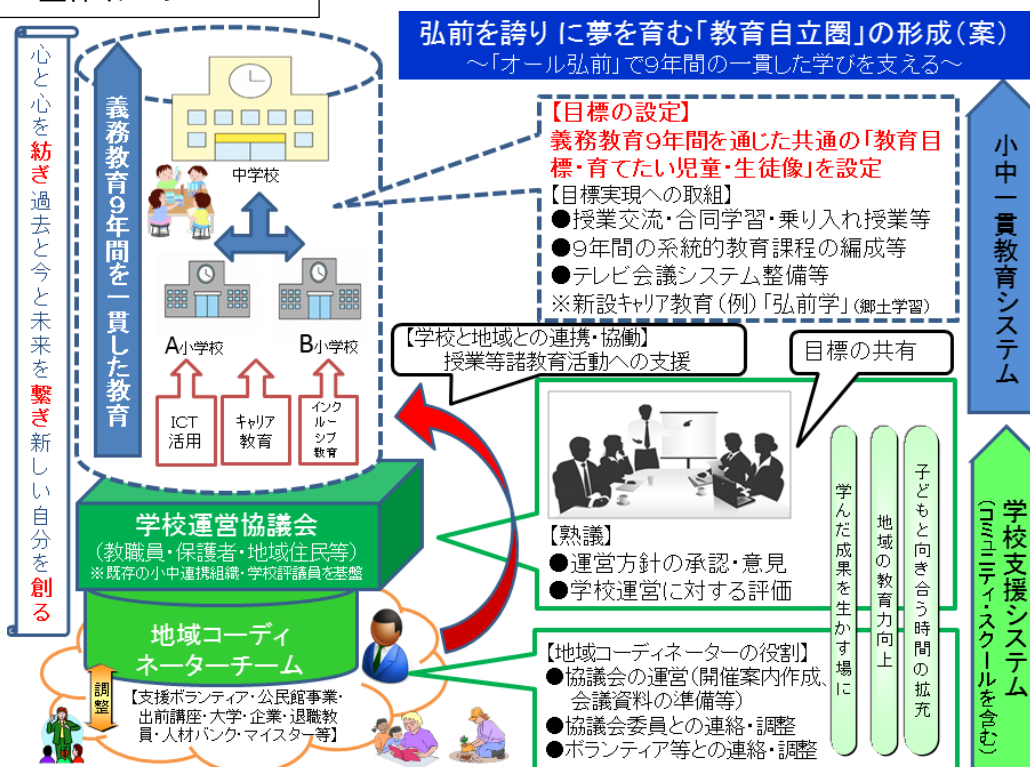 弘前を誇りに夢を育む「教育自立圏」の形成(案)
～「オール弘前」で9年間の一貫した学びを支える～
心と心を紡ぎ過去と今と未来を繋ぎ新しい自分を創る
義務教育9年間を一貫した教育
中学校
A小学校
B小学校
ICT
活用
キャリア
教育
インク
ルー
シブ
教育
【目標の設定】
義務教育9年間を通じた共通の「教育目
標・育てたい児童・生徒像」を設定
【目標実現への取組】
●授業交流・合同学習・乗り入れ授業等
●9年間の系統的教育課程の編成等
●テレビ会議システム整備等
※新設キャリア教育(例)「弘前学」(郷土学習)
小中一貫教育システム
【学校と地域との連携・協働】
授業等諸教育活動への支援
目標の共有
学校運営協議会
(教職員・保護者・地域住民等)
※既存の小中連携組織・学校評議員を基盤
【熟議】
●運営方針の承認・意見
●学校運営に対する評価
地域コーディ
ネーターチーム
調整
【支援ボランティア・公民館事業・
出前講座・大学・企業・退職教
員・人材バンク・マイスター等】
【地域コーディネーターの役割】
●協議会の運営(開催案内作成、
会議資料の準備等)
●協議会委員との連絡・調整
●ボランティア等との連絡・調整
学んだ成果を生かす場に
地域の教育力向上
子どもと向き合う時間の拡充
学校支援システム
(コミュニティ・スクールを含む)